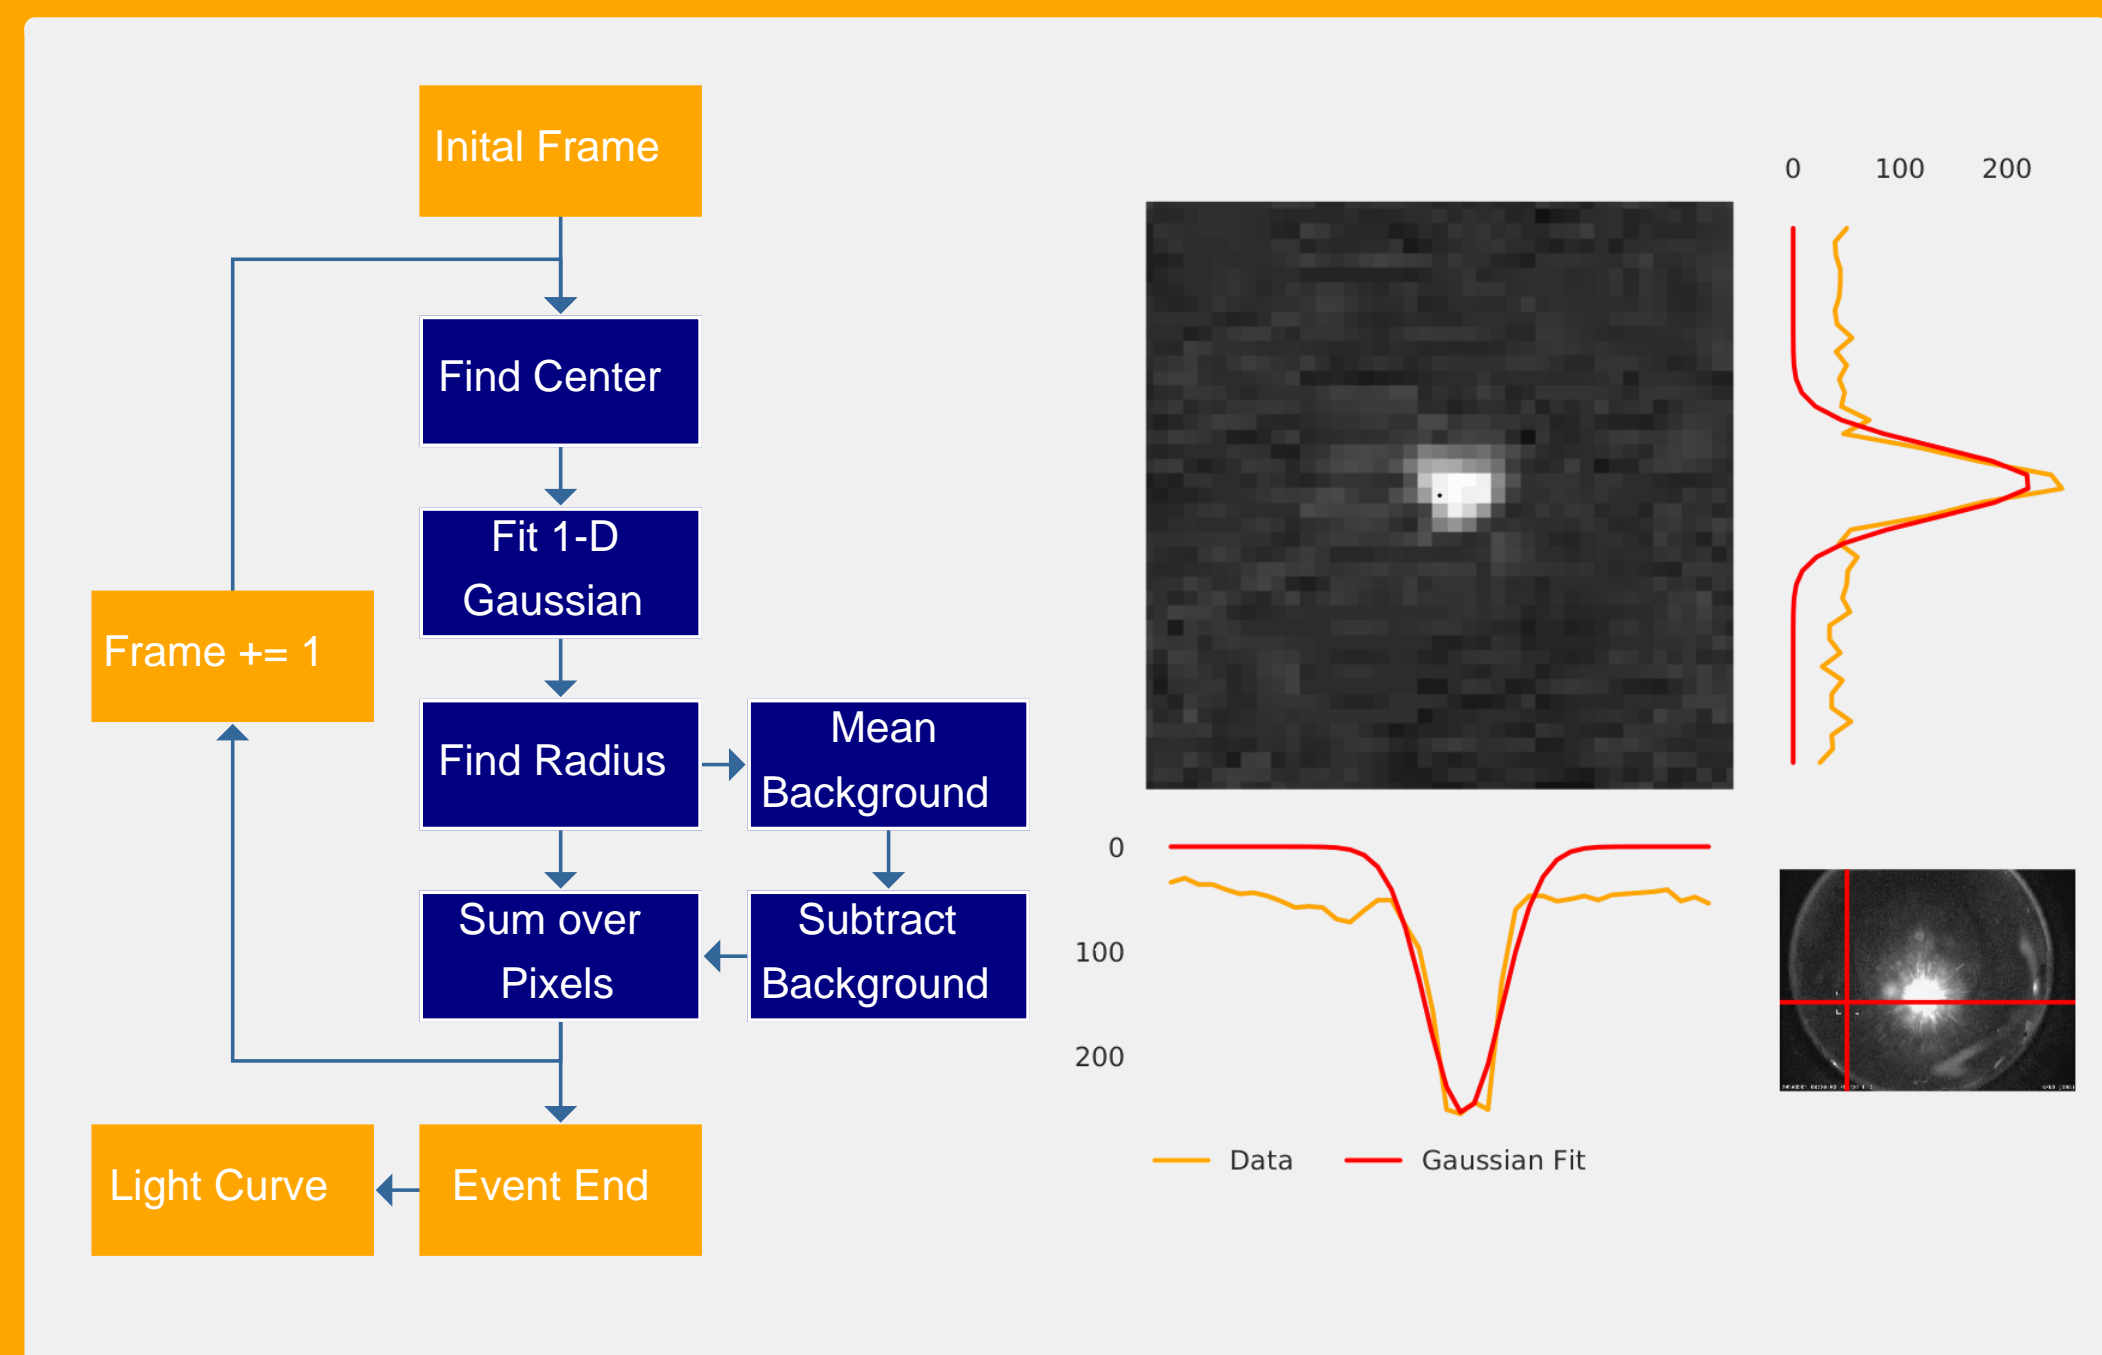 Inital Frame
Find Center
Fit 1-D
Gaussian
Frame += 1
Find Radius
Mean
Background
Sum over
Pixels
Subtract
Background
Light Curve
Event End
0 100 200
0
100
200
Data
Gaussian Fit